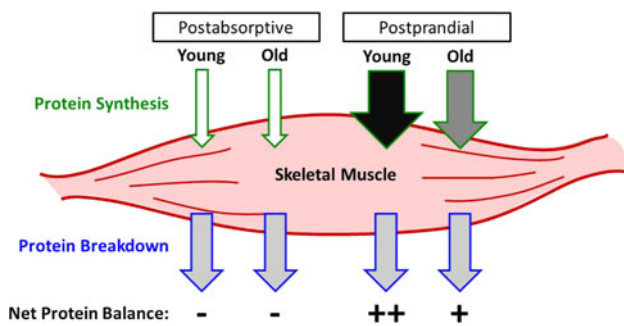 Postabsorptive Postprandial
Young Old Young Old
Protein Synthesis
Skeletal Muscle
Protein Breakdown
Net Protein Balance: - - ++ +